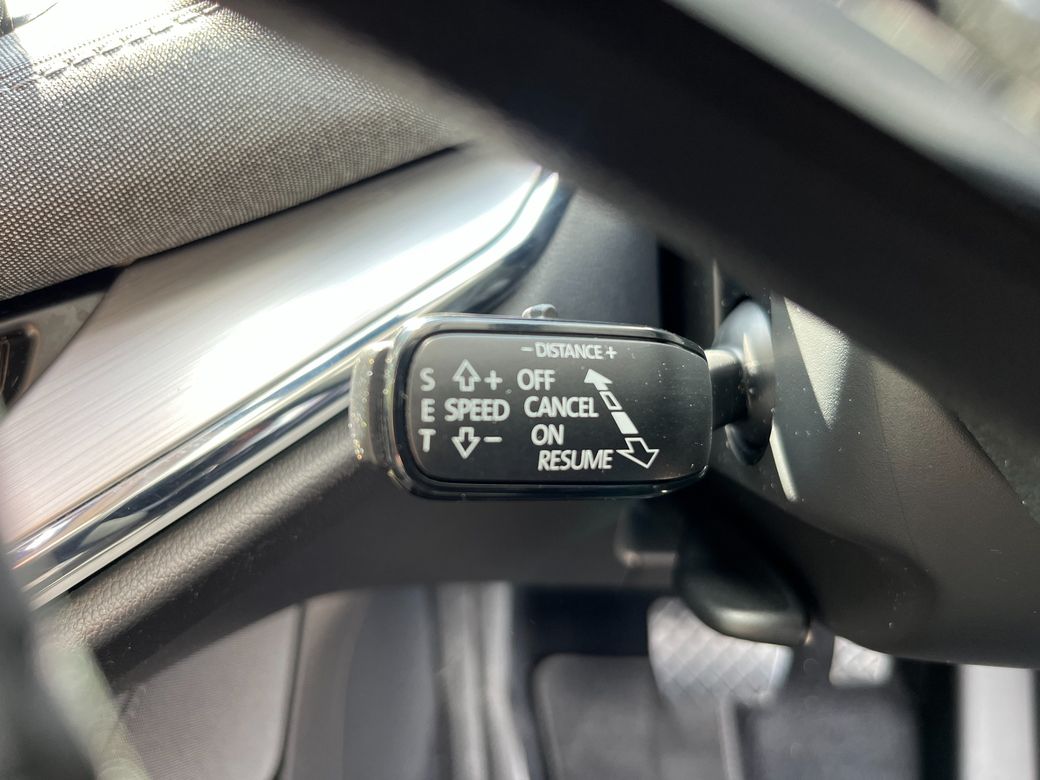 − DISTANCE +
S + OFF
E SPEED CANCEL
T − ON
RESUME